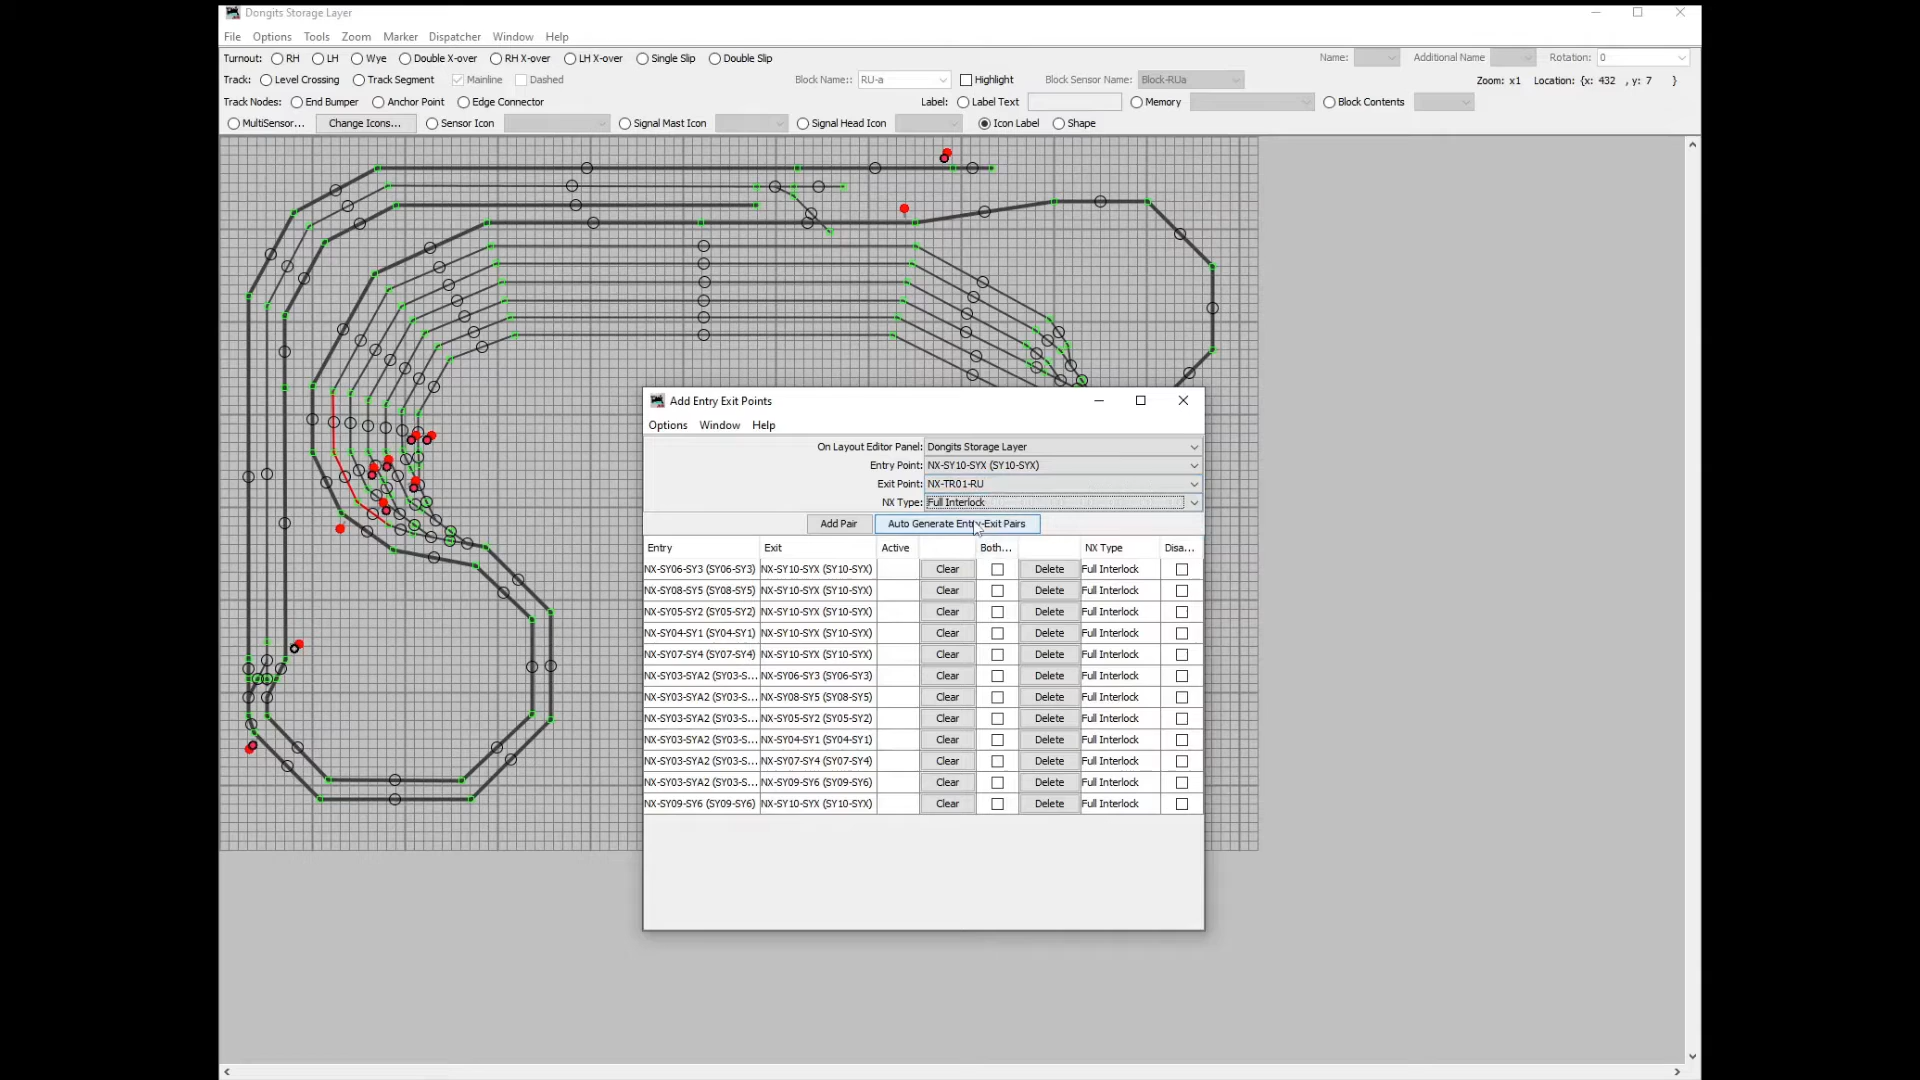 Dongits Storage Layer
File Options Tools Zoom Marker Dispatcher Window Help
Turnout: RH LH Wye Double X-over RH X-over LH X-over Single Slip Double Slip Name: Additional Name Rotation: 0
Track: Level Crossing Track Segment Mainline Dashed Block Name:: RU-a Highlight Block Sensor Name: Block-RUa Zoom: x1 Location: {x: 432 , y: 7 }
Track Nodes: End Bumper Anchor Point Edge Connector Label: Label Text Memory Block Contents
MultiSensor... Change Icons... Sensor Icon Signal Mast Icon Signal Head Icon Icon Label Shape
Add Entry Exit Points
Options Window Help
On Layout Editor Panel: Dongits Storage Layer
Entry Point: NX-SY10-SYX (SY10-SYX)
Exit Point: NX-TR01-RU
NX Type: Full Interlock
Add Pair Auto Generate Entry-Exit Pairs
Entry Exit Active Both... NX Type Disa...
NX-SY06-SY3 (SY06-SY3) NX-SY10-SYX (SY10-SYX) Clear Delete Full Interlock
NX-SY08-SY5 (SY08-SY5) NX-SY10-SYX (SY10-SYX) Clear Delete Full Interlock
NX-SY05-SY2 (SY05-SY2) NX-SY10-SYX (SY10-SYX) Clear Delete Full Interlock
NX-SY04-SY1 (SY04-SY1) NX-SY10-SYX (SY10-SYX) Clear Delete Full Interlock
NX-SY07-SY4 (SY07-SY4) NX-SY10-SYX (SY10-SYX) Clear Delete Full Interlock
NX-SY03-SYA2 (SY03-S... NX-SY06-SY3 (SY06-SY3) Clear Delete Full Interlock
NX-SY03-SYA2 (SY03-S... NX-SY08-SY5 (SY08-SY5) Clear Delete Full Interlock
NX-SY03-SYA2 (SY03-S... NX-SY05-SY2 (SY05-SY2) Clear Delete Full Interlock
NX-SY03-SYA2 (SY03-S... NX-SY04-SY1 (SY04-SY1) Clear Delete Full Interlock
NX-SY03-SYA2 (SY03-S... NX-SY07-SY4 (SY07-SY4) Clear Delete Full Interlock
NX-SY03-SYA2 (SY03-S... NX-SY09-SY6 (SY09-SY6) Clear Delete Full Interlock
NX-SY09-SY6 (SY09-SY6) NX-SY10-SYX (SY10-SYX) Clear Delete Full Interlock